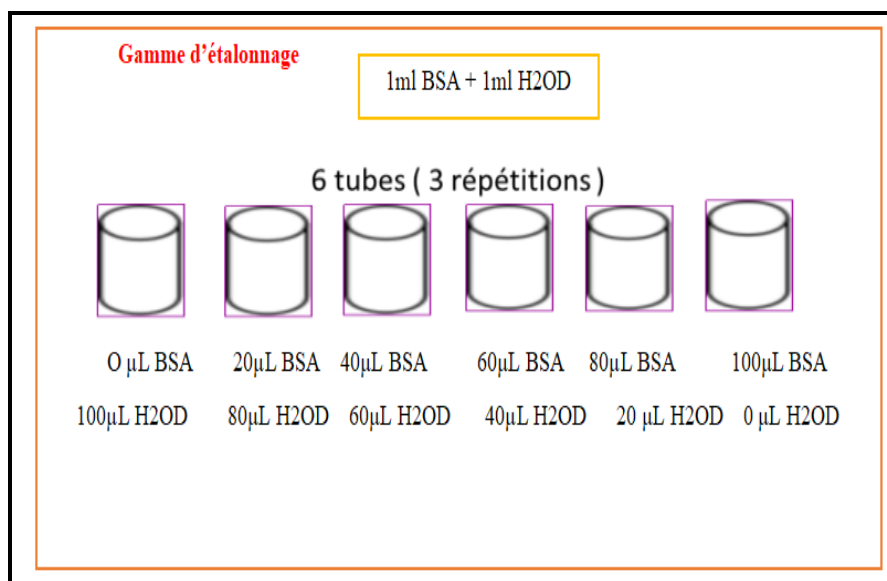 Gamme d'étalonnage
1ml BSA + 1ml H2OD
6 tubes ( 3 répétitions )
O µL BSA 20µL BSA 40µL BSA 60µL BSA 80µL BSA 100µL BSA
100µL H2OD 80µL H2OD 60µL H2OD 40µL H2OD 20 µL H2OD 0 µL H2OD